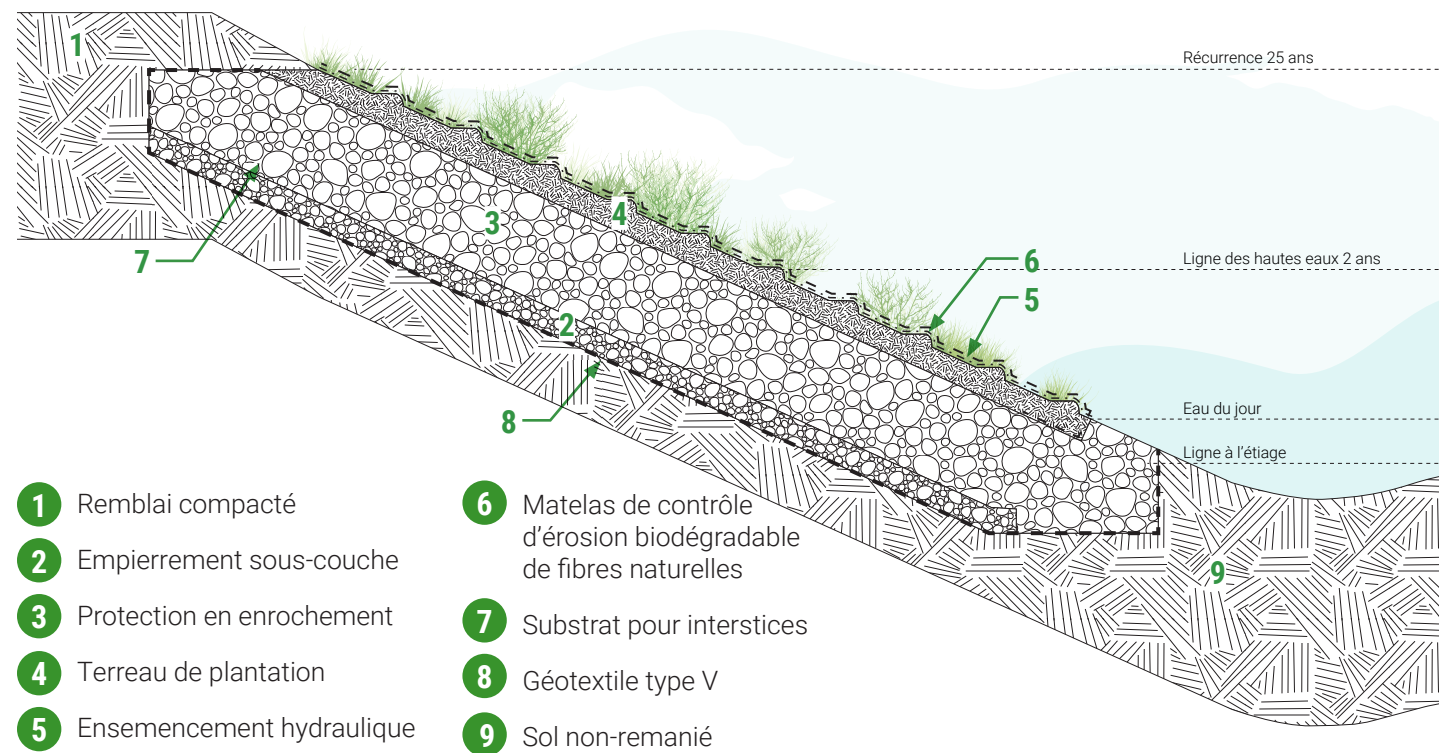 1
Récurrence 25 ans
3
4
7
6
Ligne des hautes eaux 2 ans
5
2
8
Eau du jour
Ligne à l'étiage
9
1 Remblai compacté
2 Empierrement sous-couche
3 Protection en enrochement
4 Terreau de plantation
5 Ensemencement hydraulique
6 Matelas de contrôle
d'érosion biodégradable
de fibres naturelles
7 Substrat pour interstices
8 Géotextile type V
9 Sol non-remanié